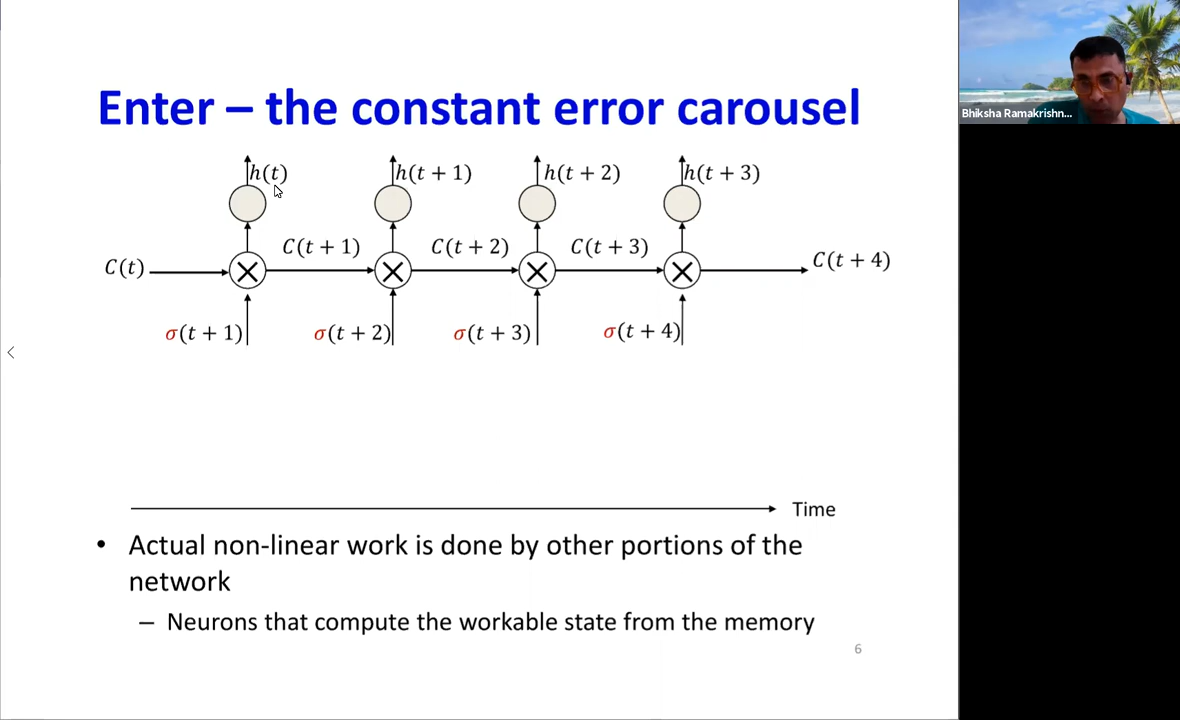 Enter – the constant error carousel
h(t) h(t + 1) h(t + 2) h(t + 3)
C(t) C(t + 1) C(t + 2) C(t + 3) C(t + 4)
σ(t + 1) σ(t + 2) σ(t + 3) σ(t + 4)
Time
• Actual non-linear work is done by other portions of the
network
– Neurons that compute the workable state from the memory
6
Bhiksha Ramakrishn...